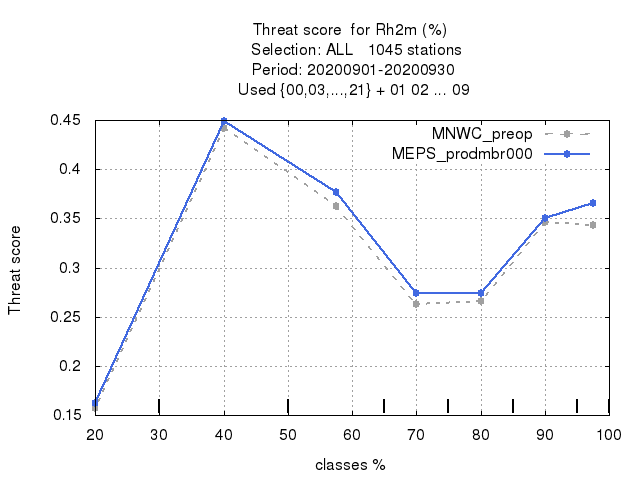 Threat score  for Rh2m (%)
Selection: ALL   1045 stations
Period: 20200901-20200930
Used {00,03,...,21} + 01 02 ... 09
MNWC_preop
MEPS_prodmbr000
Threat score
0.45
0.4
0.35
0.3
0.25
0.2
0.15
20 30 40 50 60 70 80 90 100
classes %